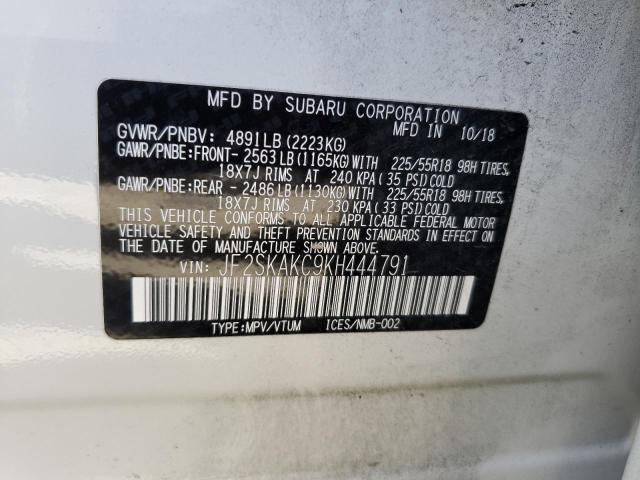 MFD BY SUBARU CORPORATION
MFD IN 10/18
GVWR/PNBV: 4891LB (2223KG)
GAWR/PNBE:FRONT- 2563LB(1165KG)WITH 225/55R18 98H TIRES,
18X7J RIMS AT 240 KPA(35 PSI)COLD
GAWR/PNBE:REAR - 2486LB(1130KG)WITH 225/55R18 98H TIRES,
18X7J RIMS AT 230 KPA(33 PSI)COLD
THIS VEHICLE CONFORMS TO ALL APPLICABLE FEDERAL MOTOR
VEHICLE SAFETY AND THEFT PREVENTION STANDARDS IN EFFECT ON
THE DATE OF MANUFACTURE SHOWN ABOVE.
VIN: JF2SKAKC9KH444791
TYPE:MPV/VTUM ICES/NMB-002